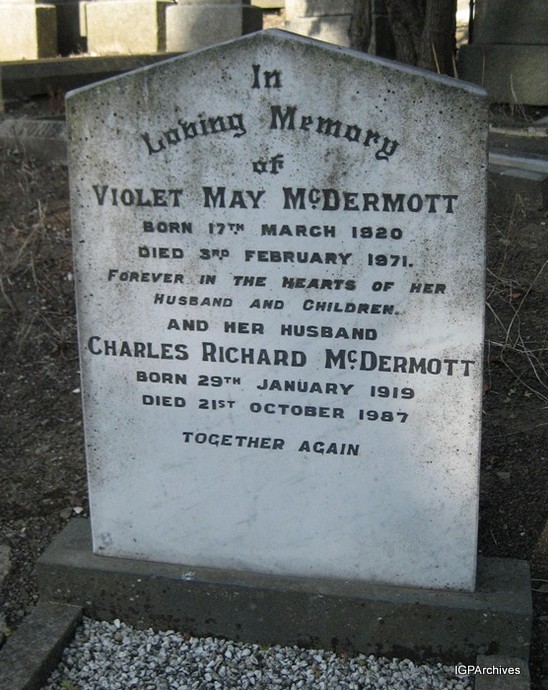 In
Loving Memory
of
VIOLET MAY McDERMOTT
BORN 17TH MARCH 1920
DIED 3RD FEBRUARY 1971.
FOREVER IN THE HEARTS OF HER
HUSBAND AND CHILDREN.
AND HER HUSBAND
CHARLES RICHARD McDERMOTT
BORN 29TH JANUARY 1919
DIED 21ST OCTOBER 1987
TOGETHER AGAIN
IGPArchives